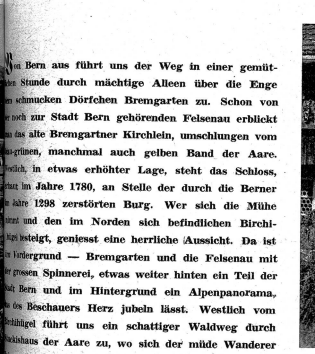 Von Bern aus führt uns der Weg in einer gemüt-
Stunde durch mächtige Alleen über die Enge
schmucken Dörfchen Bremgarten zu. Schon von
noch zur Stadt Bern gehörenden Felsenau erblickt
das alte Bremgartner Kirchlein, umschlungen vom
grünen, manchmal auch gelben Band der Aare.
Westlich, in etwas erhöhter Lage, steht das Schloss,
im Jahre 1780, an Stelle der durch die Berner
Jahre 1298 zerstörten Burg. Wer sich die Mühe
und den im Norden sich befindlichen Birchi-
besteigt, geniesst eine herrliche Aussicht. Da ist
Vordergrund — Bremgarten und die Felsenau mit
grossen Spinnerei, etwas weiter hinten ein Teil der
Stadt Bern und im Hintergrund ein Alpenpanorama,
des Beschauers Herz jubeln lässt. Westlich vom
führt uns ein schattiger Waldweg durch
der Aare zu, wo sich der müde Wanderer